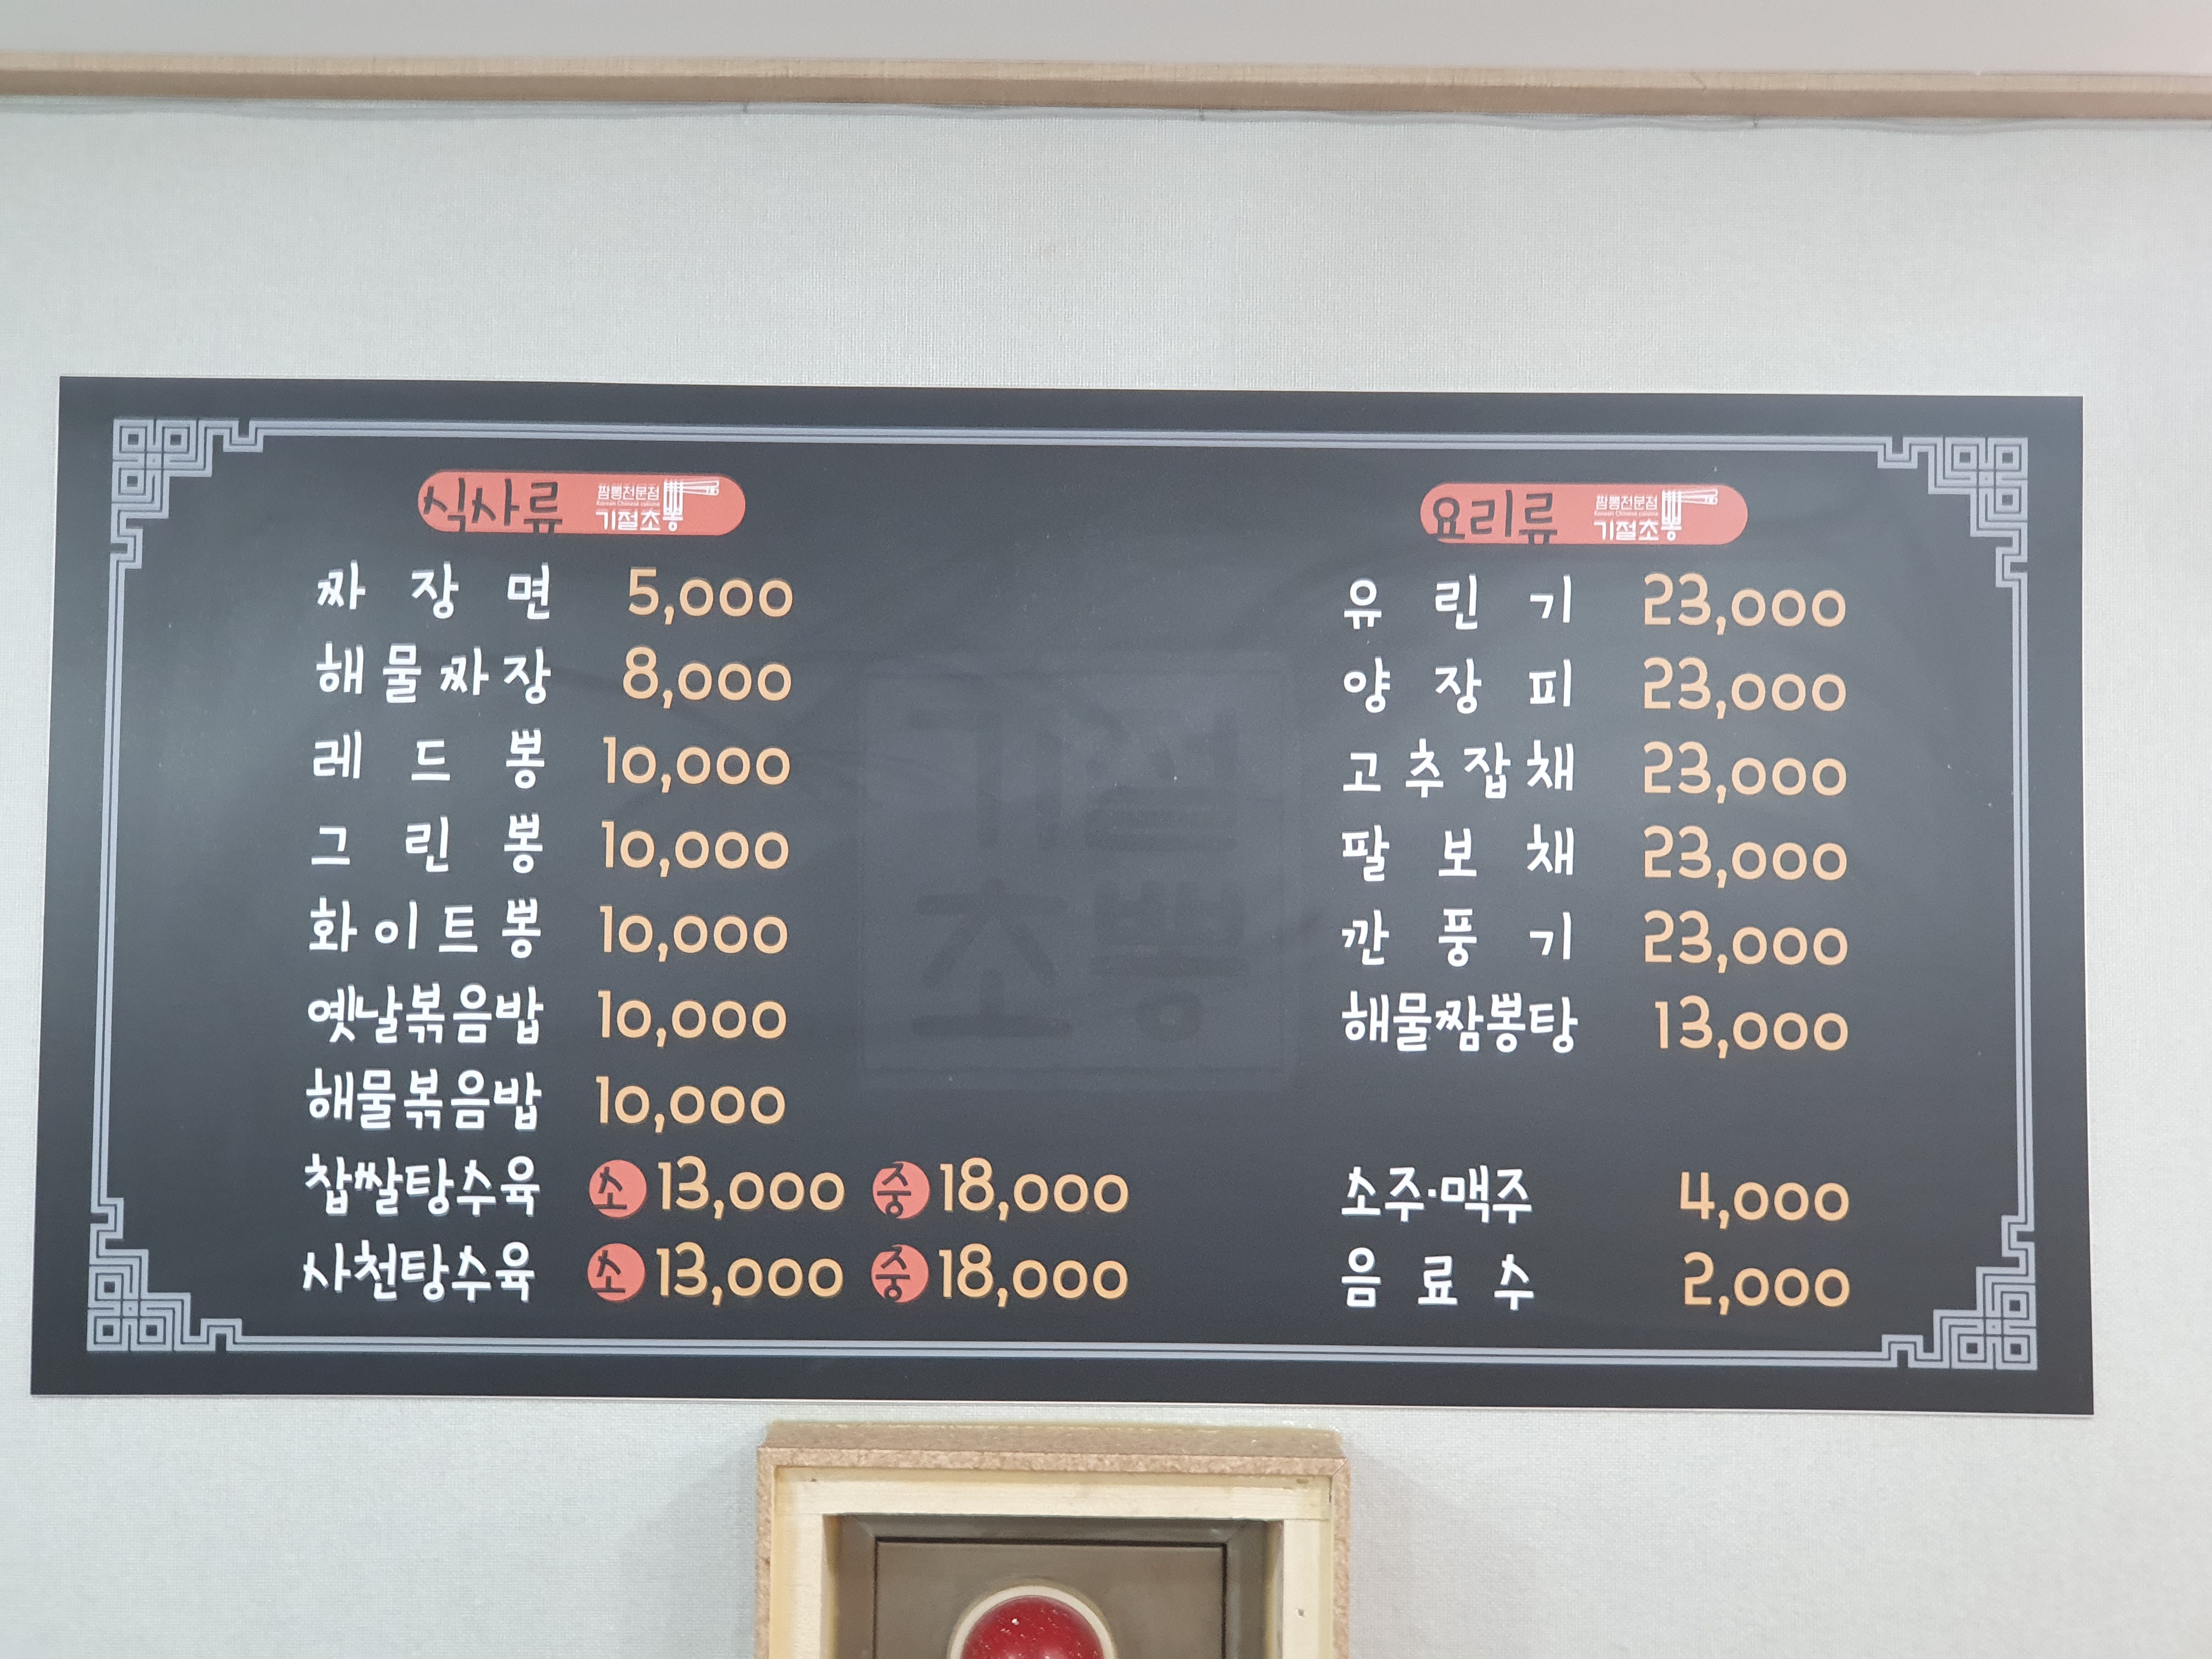 식사류 짬뽕전문점 기절초뽕
짜장면 5,000
해물짜장 8,000
레드뽕 10,000
그린뽕 10,000
화이트뽕 10,000
옛날볶음밥 10,000
해물볶음밥 10,000
찹쌀탕수육 소 13,000 중 18,000
사천탕수육 소 13,000 중 18,000
기절
초뽕
요리류 짬뽕전문점 기절초뽕
유린기 23,000
양장피 23,000
고추잡채 23,000
팔보채 23,000
깐풍기 23,000
해물짬뽕탕 13,000
소주·맥주 4,000
음료수 2,000